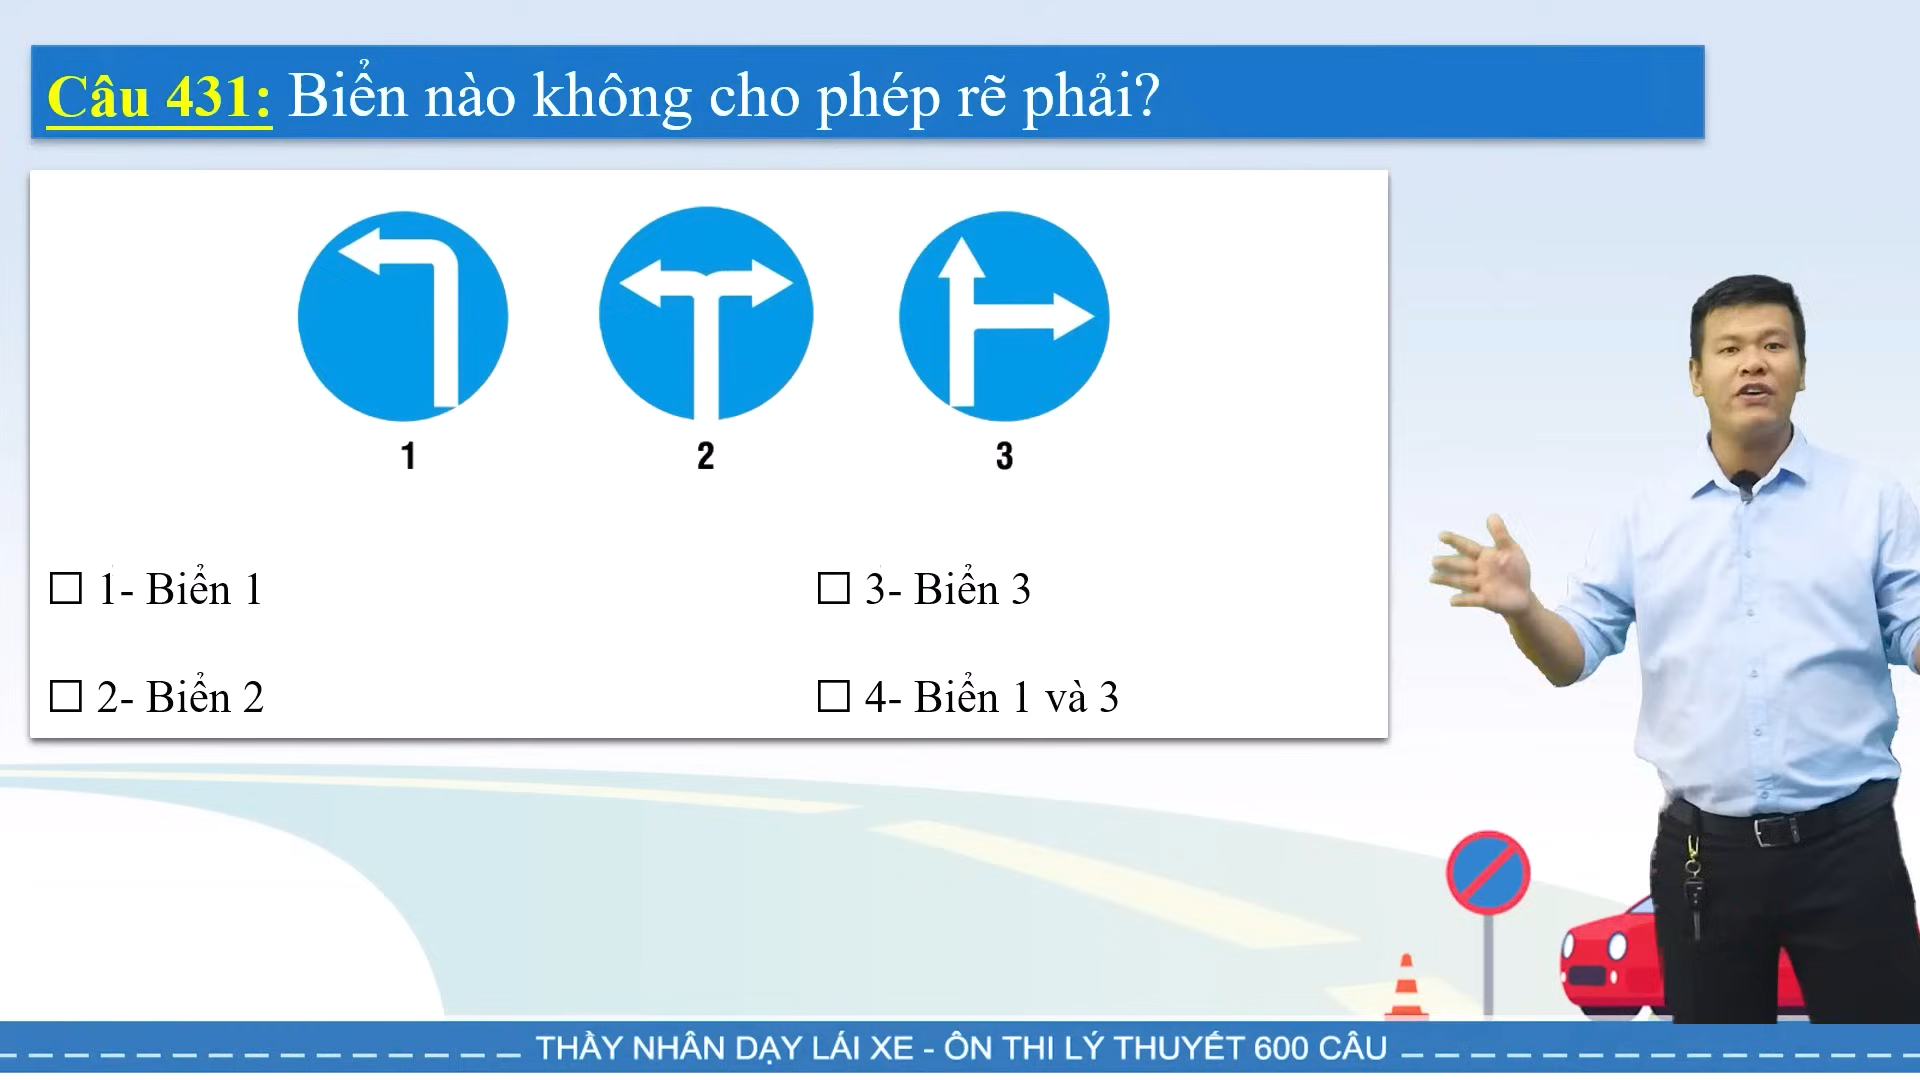 Câu 431: Biển nào không cho phép rẽ phải?
1 2 3
☐ 1- Biển 1
☐ 3- Biển 3
☐ 2- Biển 2
☐ 4- Biển 1 và 3
THẦY NHÂN DẠY LÁI XE - ÔN THI LÝ THUYẾT 600 CÂU